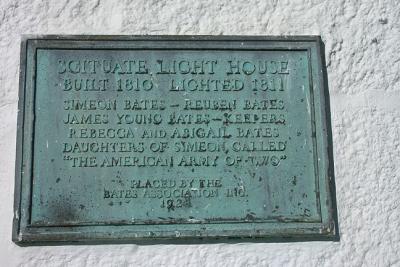 SCITUATE LIGHT HOUSE
BUILT 1810 LIGHTED 1811
SIMEON BATES – REUBEN BATES
JAMES YOUNG BATES – KEEPERS
REBECCA AND ABIGAIL BATES
DAUGHTERS OF SIMEON, CALLED
"THE AMERICAN ARMY OF TWO"
PLACED BY THE
BATES ASSOCIATION INC.